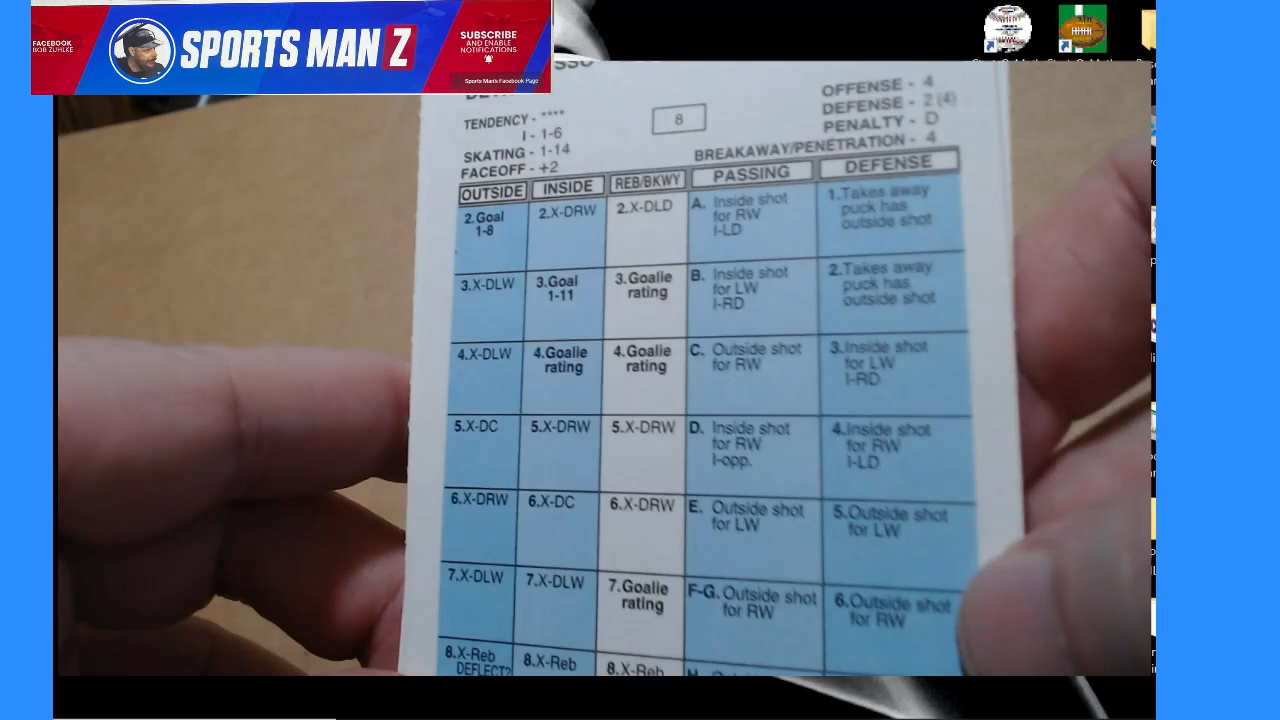 FACEBOOK
BOB ZUHLKE
SPORTS MAN Z
SUBSCRIBE
AND ENABLE
NOTIFICATIONS
Sports Man's Facebook Page
TENDENCY - ****
I - 1-6
SKATING - 1-14
FACEOFF - +2
8
OFFENSE - 4
DEFENSE - 2 (4)
PENALTY - D
BREAKAWAY/PENETRATION - 4
OUTSIDE INSIDE REB/BKWY PASSING DEFENSE
2.Goal
1-8
2.X-DRW
2.X-DLD
A. Inside shot
for RW
I-LD
1.Takes away
puck has
outside shot
3.X-DLW
3.Goal
1-11
3.Goalie
rating
B. Inside shot
for LW
I-RD
2.Takes away
puck has
outside shot
4.X-DLW
4.Goalie
rating
4.Goalie
rating
C. Outside shot
for RW
3.Inside shot
for LW
I-RD
5.X-DC
5.X-DRW
5.X-DRW
D. Inside shot
for RW
I-opp.
4.Inside shot
for RW
I-LD
6.X-DRW
6.X-DC
6.X-DRW
E. Outside shot
for LW
5.Outside shot
for LW
7.X-DLW
7.X-DLW
7.Goalie
rating
F-G. Outside shot
for RW
6.Outside shot
for RW
8.X-Reb
DEFLECT?
8.X-Reb
8.X-Reb